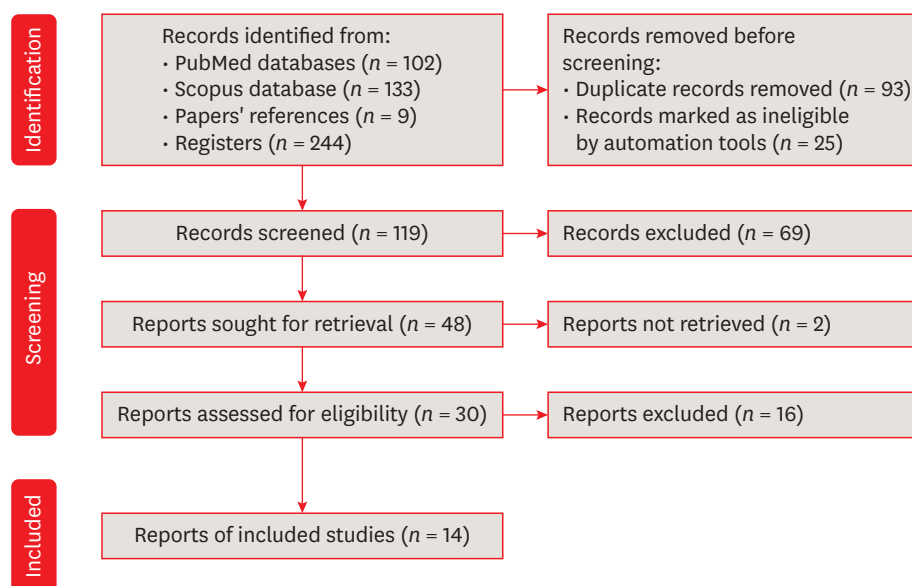 Identification
Records identified from:
· PubMed databases (n = 102)
· Scopus database (n = 133)
· Papers' references (n = 9)
· Registers (n = 244)
Records removed before
screening:
· Duplicate records removed (n = 93)
· Records marked as ineligible
by automation tools (n = 25)
Screening
Records screened (n = 119)
Records excluded (n = 69)
Reports sought for retrieval (n = 48)
Reports not retrieved (n = 2)
Reports assessed for eligibility (n = 30)
Reports excluded (n = 16)
Included
Reports of included studies (n = 14)